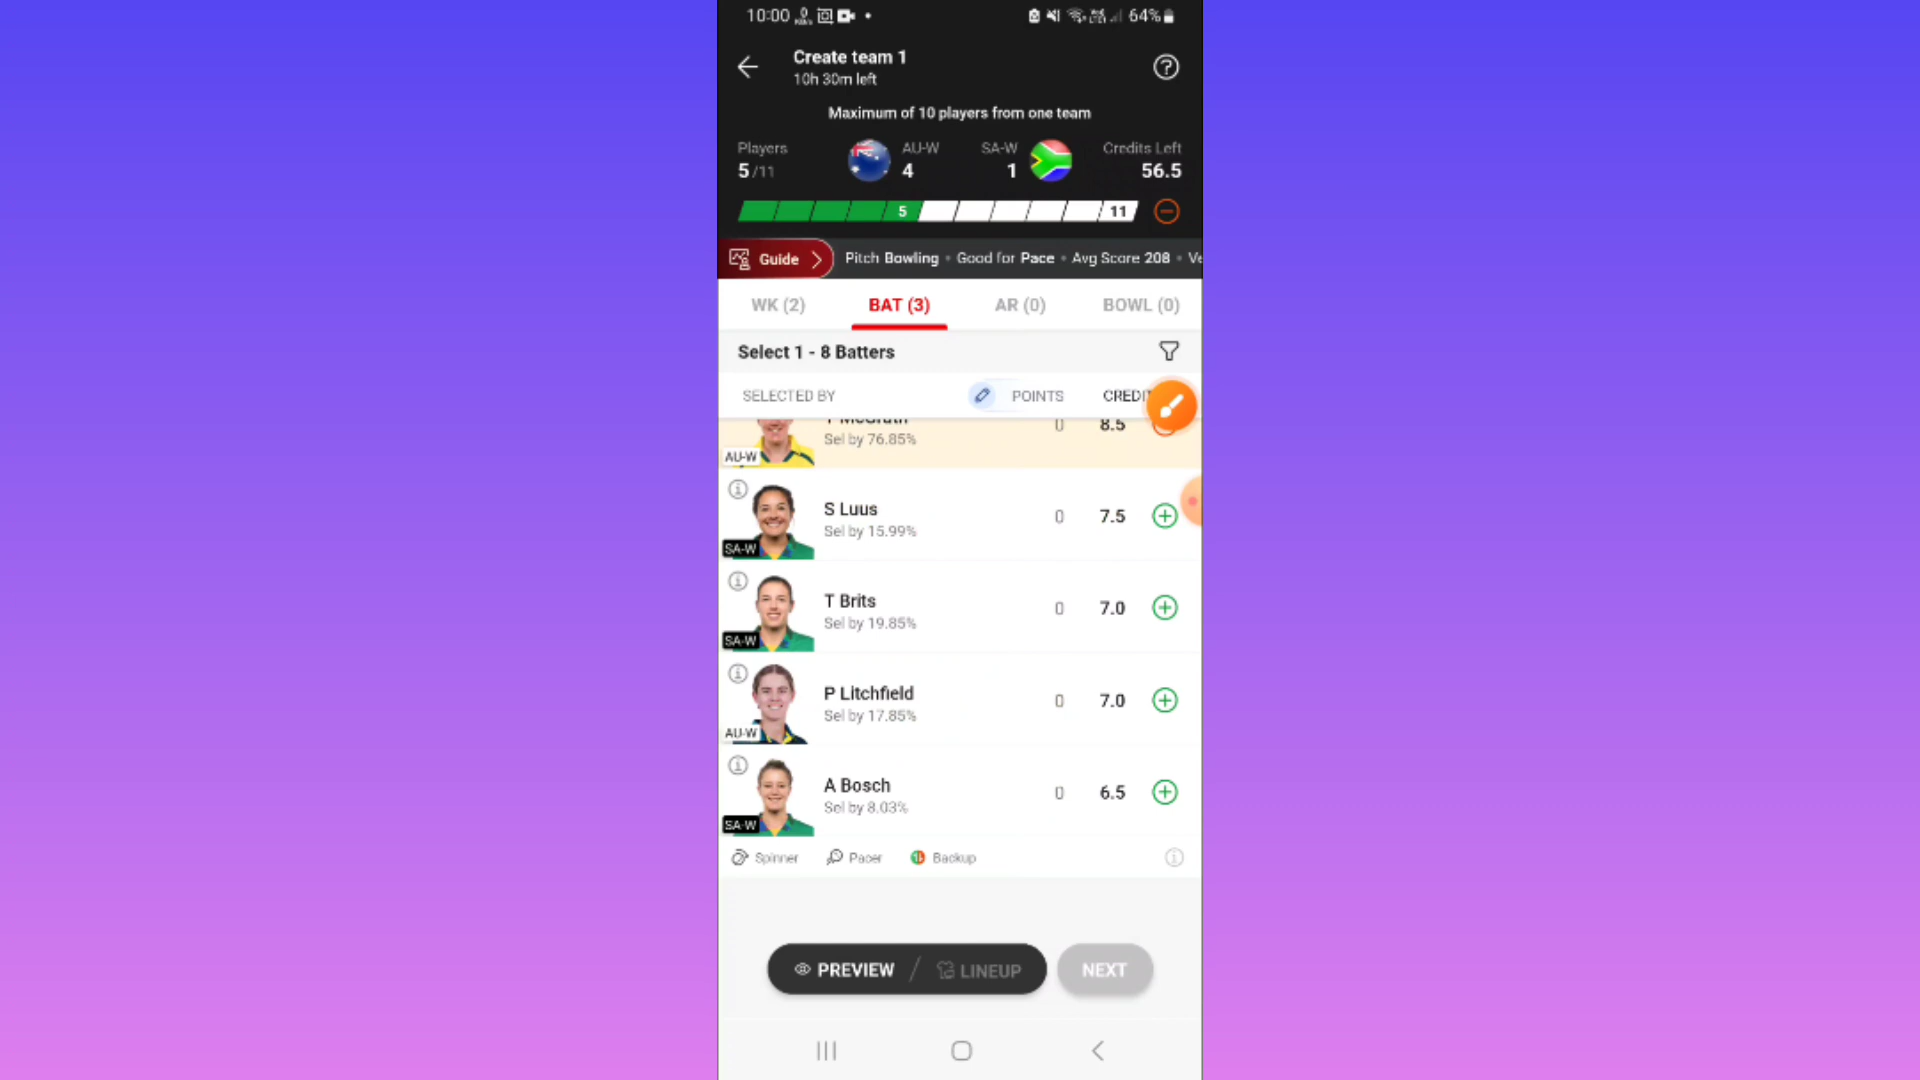 10:00 64%
Create team 1
10h 30m left
Maximum of 10 players from one team
Players AU-W SA-W Credits Left
5/11 4 1 56.5
5 11
Guide Pitch Bowling • Good for Pace • Avg Score 208 •
WK (2) BAT (3) AR (0) BOWL (0)
Select 1 - 8 Batters
SELECTED BY POINTS
T McGrath 0 8.5
Sel by 76.85%
AU-W
S Luus
Sel by 15.99%
0 7.5
SA-W
T Brits
Sel by 19.85%
0 7.0
SA-W
P Litchfield
Sel by 17.85%
0 7.0
AU-W
A Bosch
Sel by 8.03%
0 6.5
SA-W
Spinner Pacer Backup
PREVIEW / LINEUP NEXT